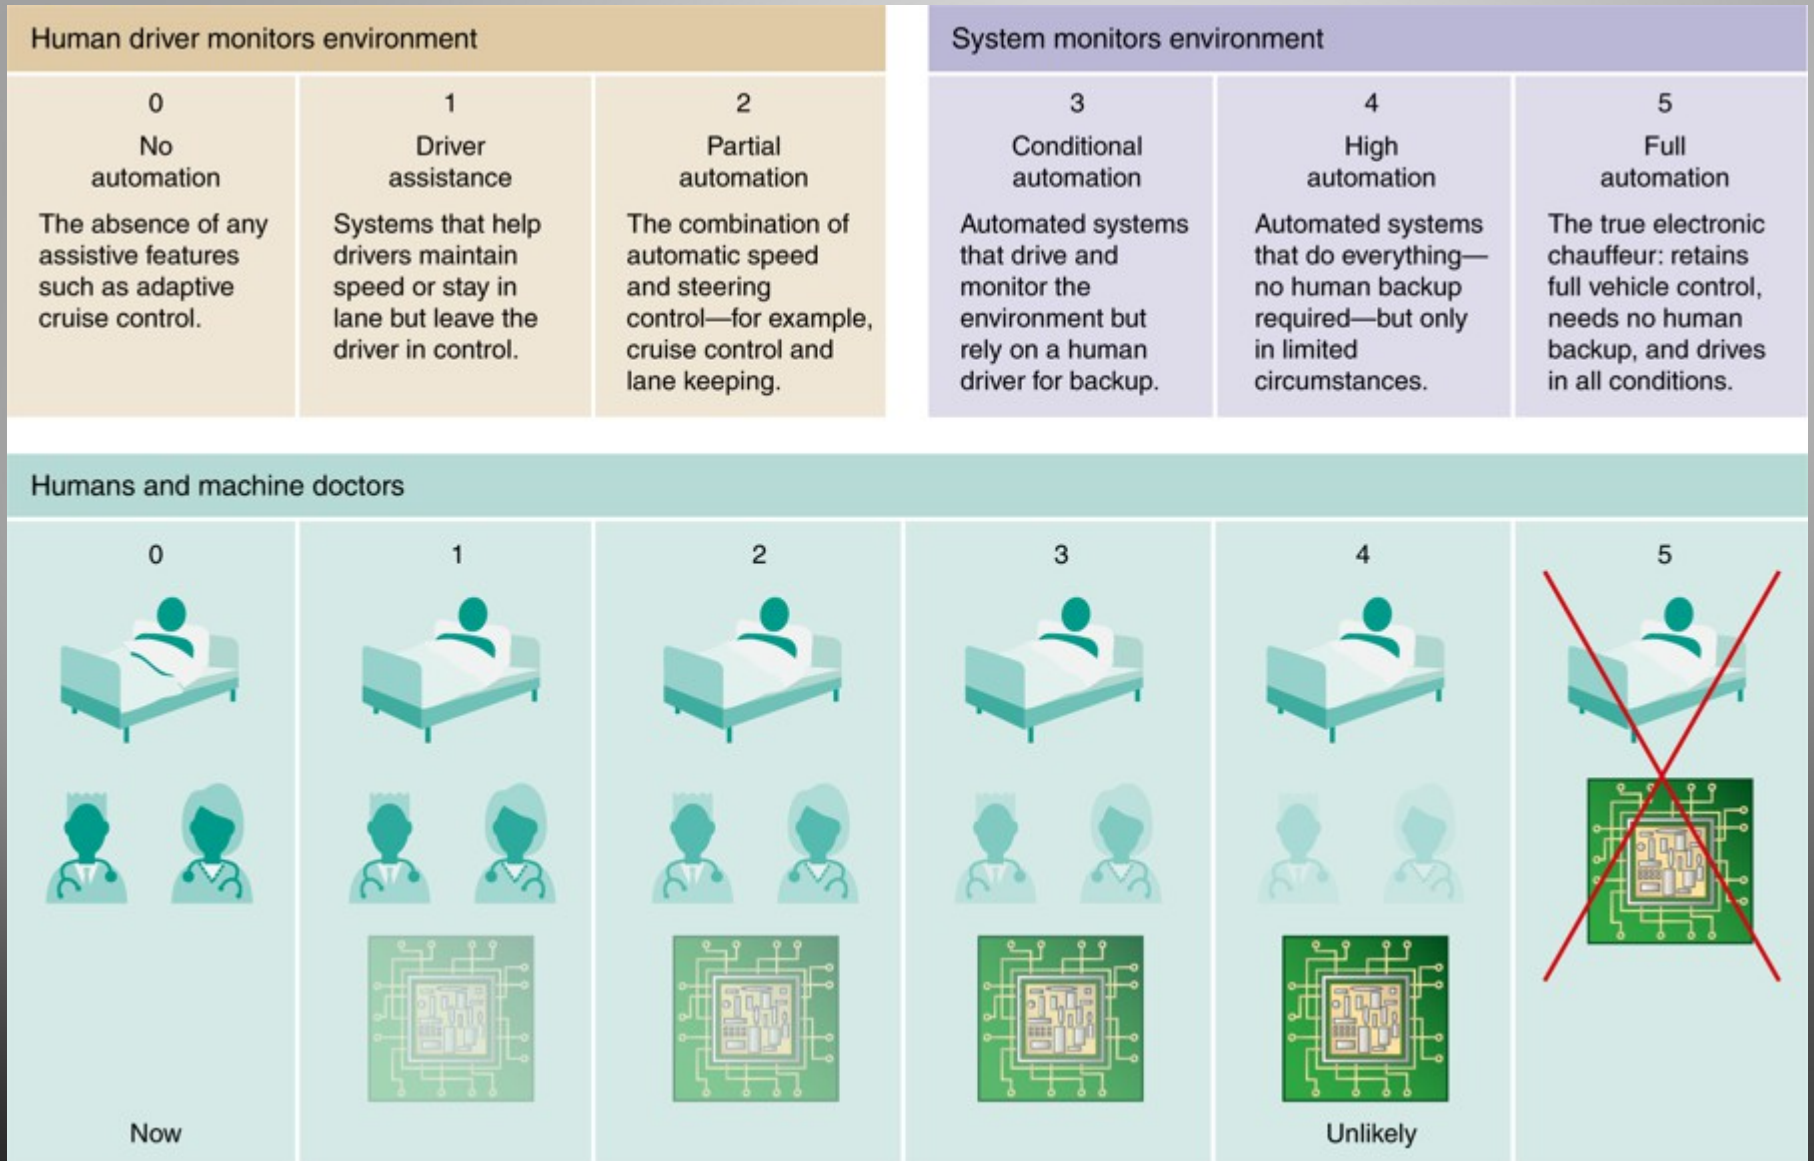 Human driver monitors environment
System monitors environment
0
No
automation
The absence of any
assistive features
such as adaptive
cruise control.
1
Driver
assistance
Systems that help
drivers maintain
speed or stay in
lane but leave the
driver in control.
2
Partial
automation
The combination of
automatic speed
and steering
control—for example,
cruise control and
lane keeping.
3
Conditional
automation
Automated systems
that drive and
monitor the
environment but
rely on a human
driver for backup.
4
High
automation
Automated systems
that do everything—
no human backup
required—but only
in limited
circumstances.
5
Full
automation
The true electronic
chauffeur: retains
full vehicle control,
needs no human
backup, and drives
in all conditions.
Humans and machine doctors
0
1
2
3
4
5
Now
Unlikely